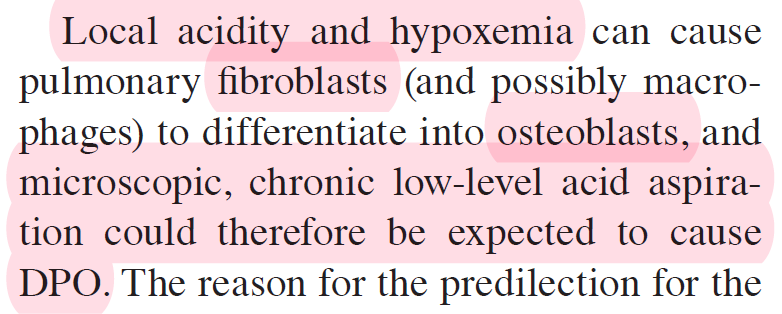 Local acidity and hypoxemia can cause
pulmonary fibroblasts (and possibly macro-
phages) to differentiate into osteoblasts, and
microscopic, chronic low-level acid aspira-
tion could therefore be expected to cause
DPO. The reason for the predilection for the